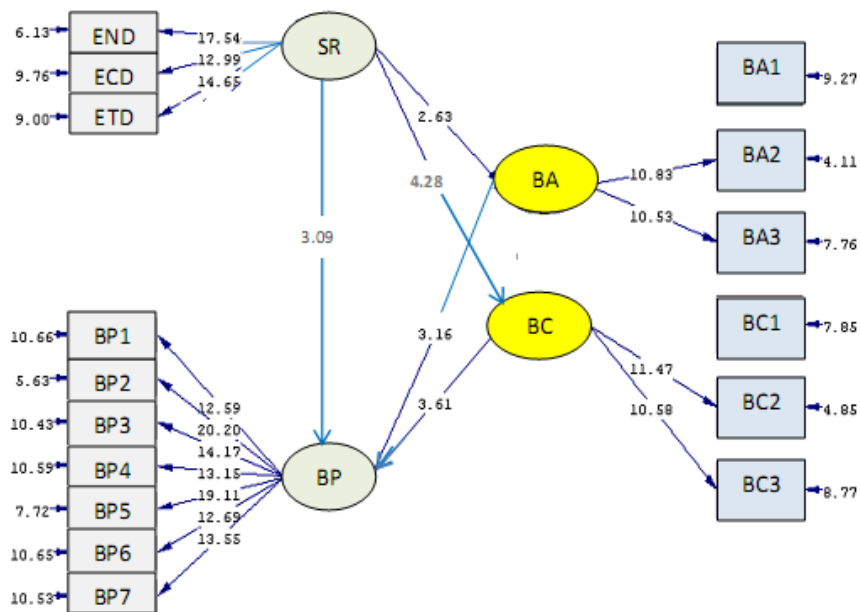 6.13 END 17.54
9.76 ECD 12.99
9.00 ETD 14.65
SR
BA1 9.27
2.63
BA2 4.11
10.83
BA
10.53
BA3 7.76
4.28
3.09
BC1 7.85
BC
3.16
3.61
11.47
10.58
BC2 4.85
BC3 8.77
10.66 BP1
5.63 BP2
10.43 BP3
10.59 BP4
7.72 BP5
10.65 BP6
10.53 BP7
12.59
20.20
14.17
13.15
19.11
12.69
13.55
BP